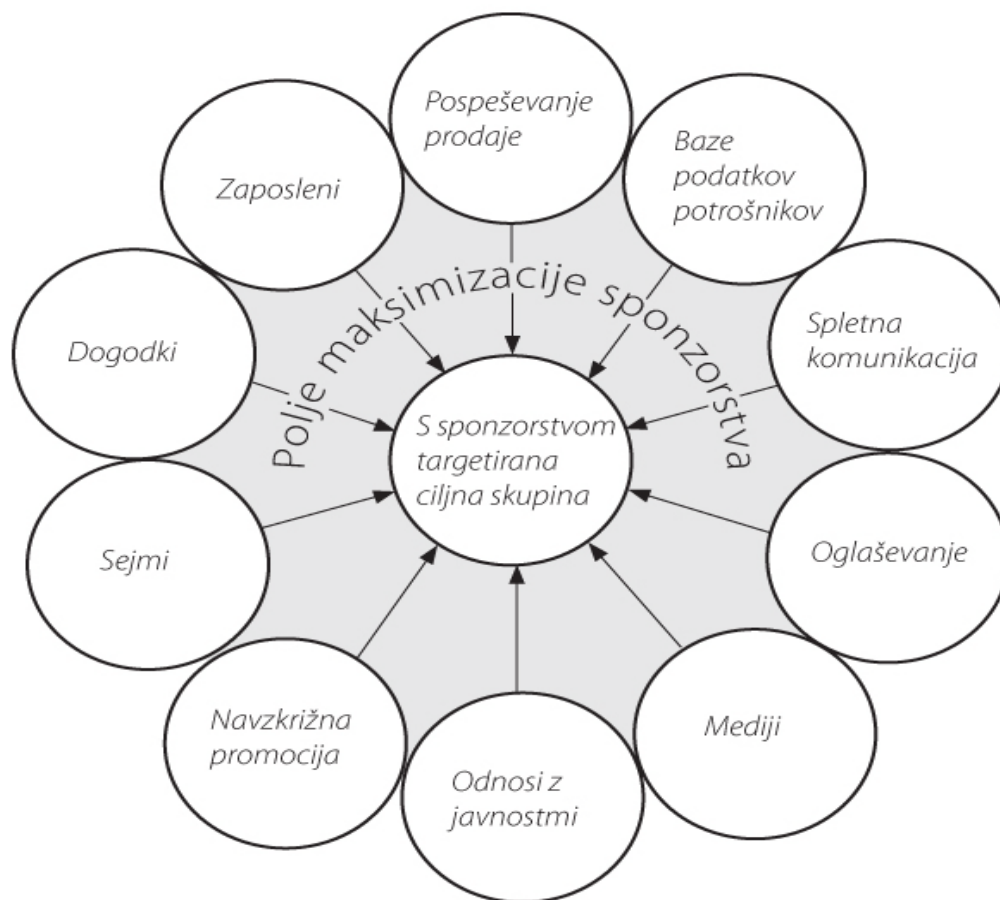 Pospeševanje
prodaje
Baze
podatkov
potrošnikov
Zaposleni
Polje maksimizacije sponzorstva
Spletna
komunikacija
Dogodki
S sponzorstvom
targetirana
ciljna skupina
Sejmi
Oglaševanje
Navzkrižna
promocija
Mediji
Odnosi z
javnostmi